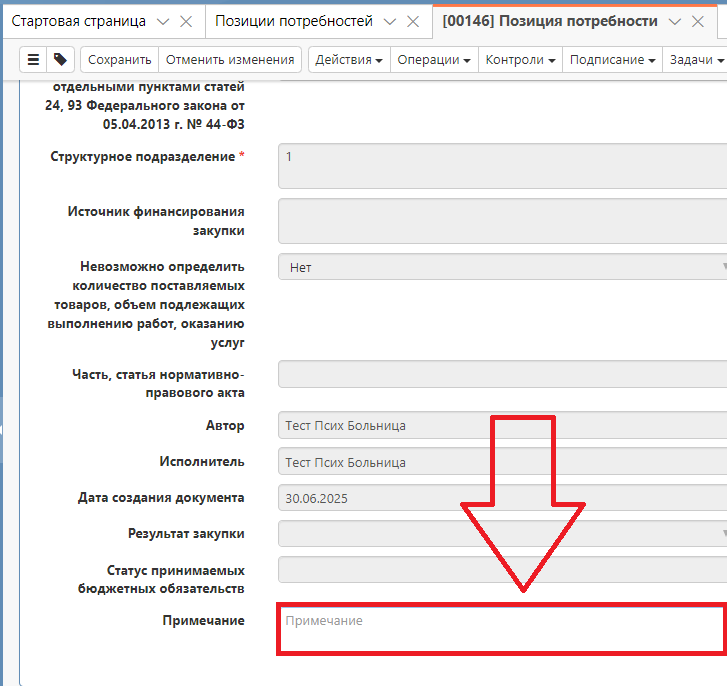 Стартовая страница
Позиции потребностей
[00146] Позиция потребности
Сохранить
Отменить изменения
Действия
Операции
Контроли
Подписание
Задачи
отдельными пунктами статей
24, 93 Федерального закона от
05.04.2013 г. № 44-ФЗ
Структурное подразделение *
1
Источник финансирования
закупки
Невозможно определить
количество поставляемых
товаров, объем подлежащих
выполнению работ, оказанию
услуг
Нет
Часть, статья нормативно-
правового акта
Автор
Тест Псих Больница
Исполнитель
Тест Псих Больница
Дата создания документа
30.06.2025
Результат закупки
Статус принимаемых
бюджетных обязательств
Примечание
Примечание